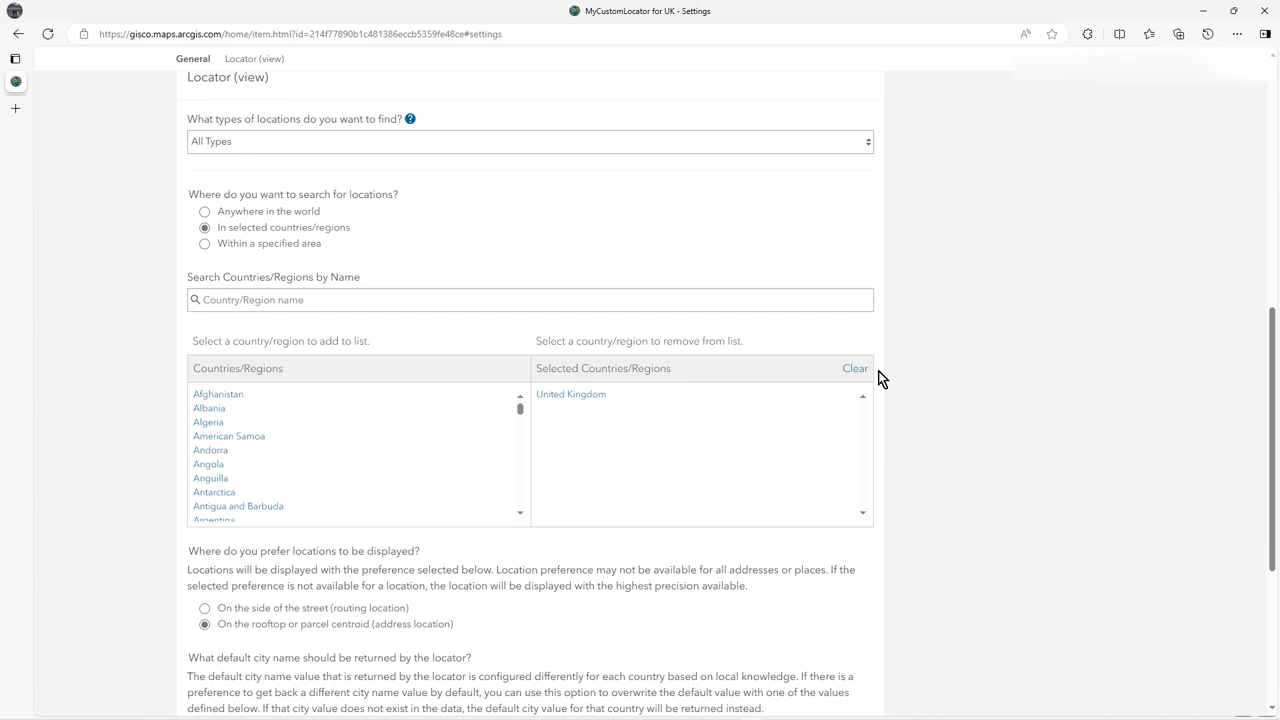 MyCustomLocator for UK - Settings
https://gisco.maps.arcgis.com/home/item.html?id=214f77890b1c481386eccb5359fe48ce#settings
General
Locator (view)
Locator (view)
What types of locations do you want to find?
All Types
Where do you want to search for locations?
Anywhere in the world
In selected countries/regions
Within a specified area
Search Countries/Regions by Name
Country/Region name
Select a country/region to add to list.
Select a country/region to remove from list.
Countries/Regions
Selected Countries/Regions
Clear
Afghanistan
Albania
Algeria
American Samoa
Andorra
Angola
Anguilla
Antarctica
Antigua and Barbuda
Argentina
United Kingdom
Where do you prefer locations to be displayed?
Locations will be displayed with the preference selected below. Location preference may not be available for all addresses or places. If the
selected preference is not available for a location, the location will be displayed with the highest precision available.
On the side of the street (routing location)
On the rooftop or parcel centroid (address location)
What default city name should be returned by the locator?
The default city name value that is returned by the locator is configured differently for each country based on local knowledge. If there is a
preference to get back a different city name value by default, you can use this option to overwrite the default value with one of the values
defined below. If that city value does not exist in the data, the default city value for that country will be returned instead.